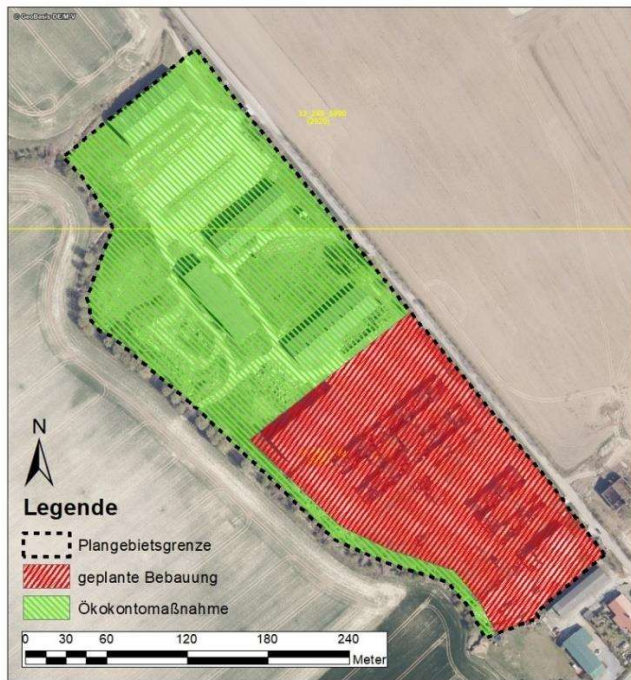 © GeoBasis-DE/M-V
N
Legende
Plangebietsgrenze
geplante Bebauung
Ökokontomaßnahme
0 30 60 120 180 240
Meter